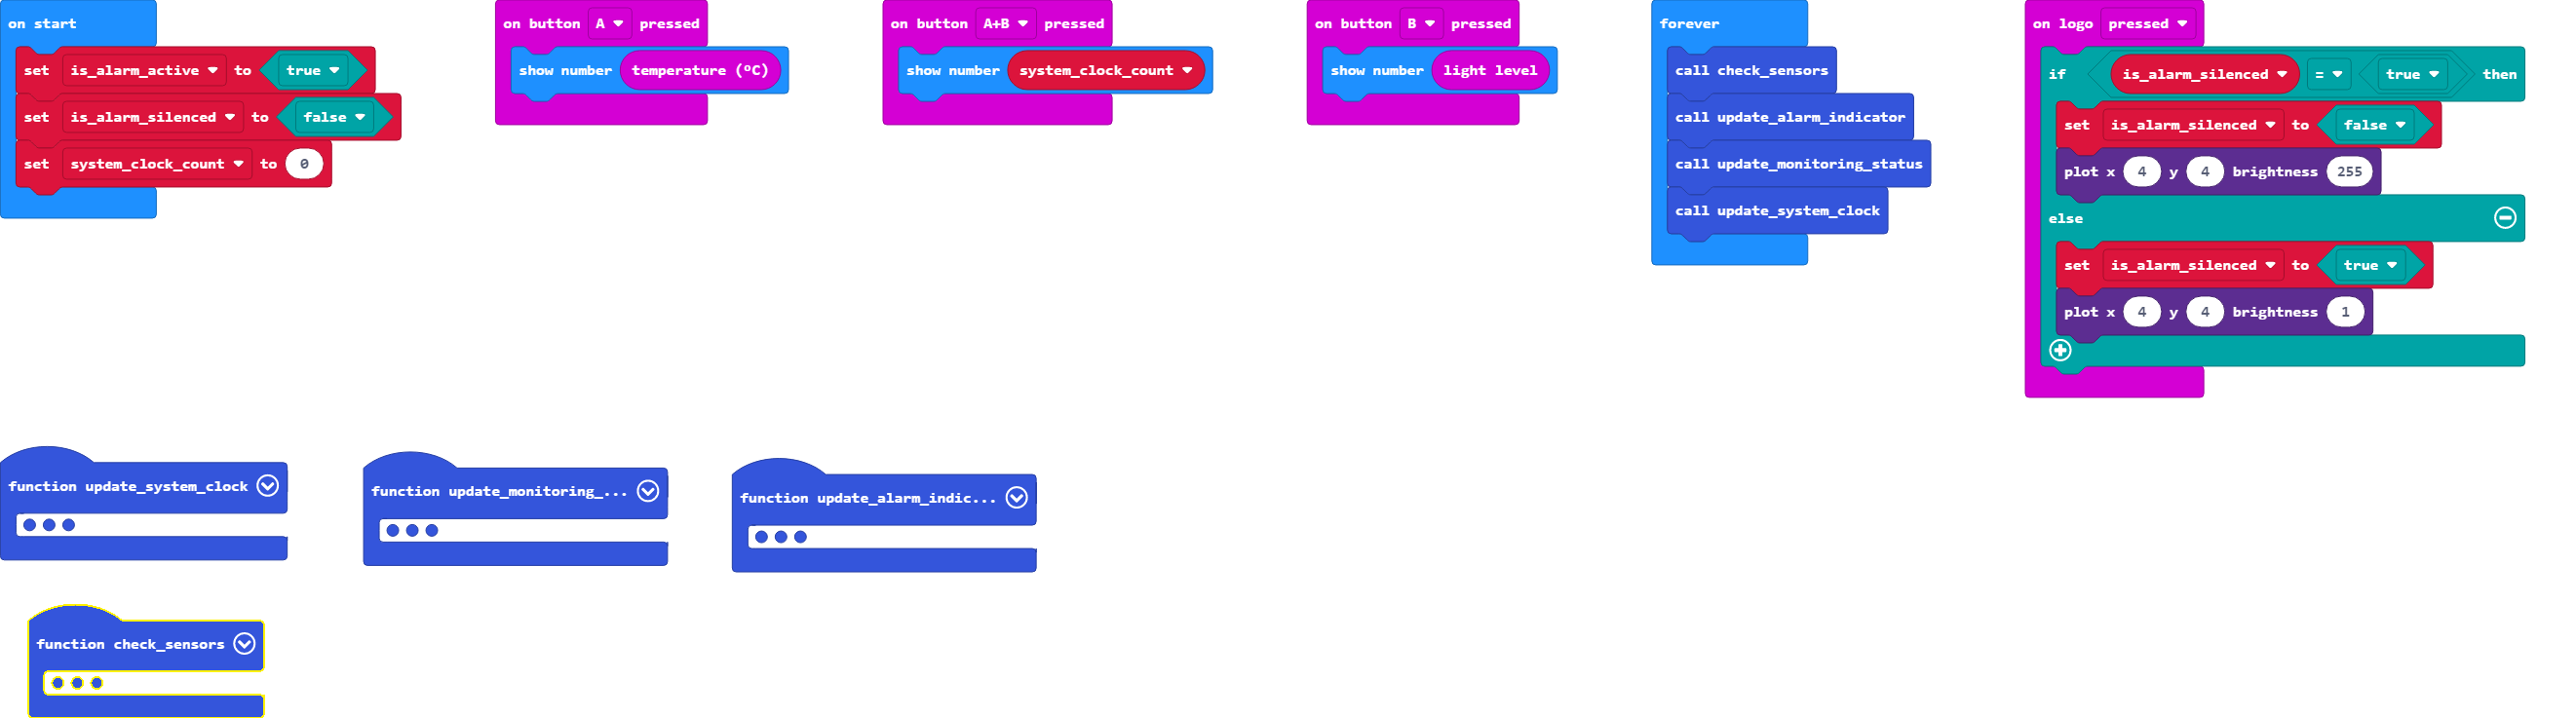 on start
set is_alarm_active to true
set is_alarm_silenced to false
set system_clock_count to 0
on button A pressed
show number temperature (°C)
on button A+B pressed
show number system_clock_count
on button B pressed
show number light level
forever
call check_sensors
call update_alarm_indicator
call update_monitoring_status
call update_system_clock
on logo pressed
if is_alarm_silenced = true then
set is_alarm_silenced to false
plot x 4 y 4 brightness 255
else
set is_alarm_silenced to true
plot x 4 y 4 brightness 1
function update_system_clock
function update_monitoring_...
function update_alarm_indic...
function check_sensors